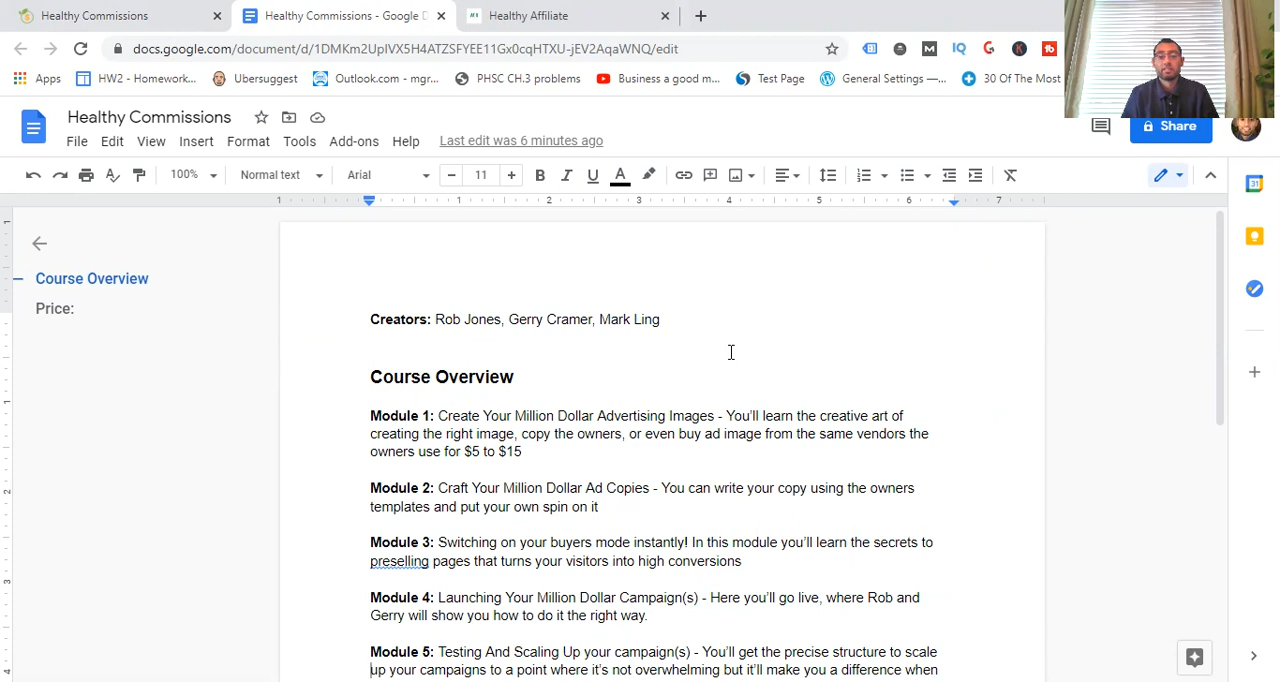 Healthy Commissions
Healthy Commissions - Google D
Healthy Affiliate
docs.google.com/document/d/1DMKm2UpIVX5H4ATZSFYEE11Gx0cqHTXU-jEV2AqaWNQ/edit
Apps
HW2 - Homework...
Ubersuggest
Outlook.com - mgr...
PHSC CH.3 problems
Business a good m...
Test Page
General Settings —...
30 Of The Most
Healthy Commissions
Share
File Edit View Insert Format Tools Add-ons Help Last edit was 6 minutes ago
100% Normal text Arial 11
1 1 2 3 4 5 6 7
Course Overview
Price:
Creators: Rob Jones, Gerry Cramer, Mark Ling
Course Overview
Module 1: Create Your Million Dollar Advertising Images - You'll learn the creative art of
creating the right image, copy the owners, or even buy ad image from the same vendors the
owners use for $5 to $15
Module 2: Craft Your Million Dollar Ad Copies - You can write your copy using the owners
templates and put your own spin on it
Module 3: Switching on your buyers mode instantly! In this module you'll learn the secrets to
preselling pages that turns your visitors into high conversions
Module 4: Launching Your Million Dollar Campaign(s) - Here you'll go live, where Rob and
Gerry will show you how to do it the right way.
Module 5: Testing And Scaling Up your campaign(s) - You'll get the precise structure to scale
up your campaigns to a point where it's not overwhelming but it'll make you a difference when